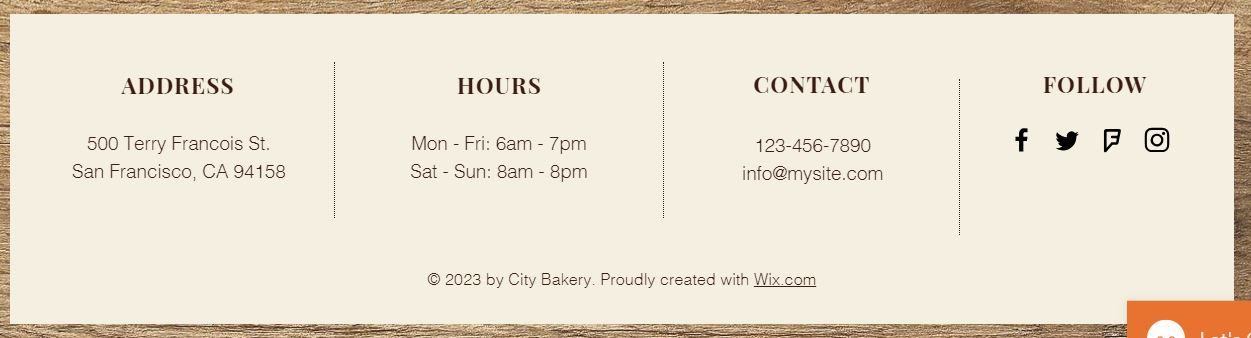 ADDRESS
500 Terry Francois St.
San Francisco, CA 94158
HOURS
Mon - Fri: 6am - 7pm
Sat - Sun: 8am - 8pm
CONTACT
123-456-7890
info@mysite.com
FOLLOW
© 2023 by City Bakery. Proudly created with Wix.com